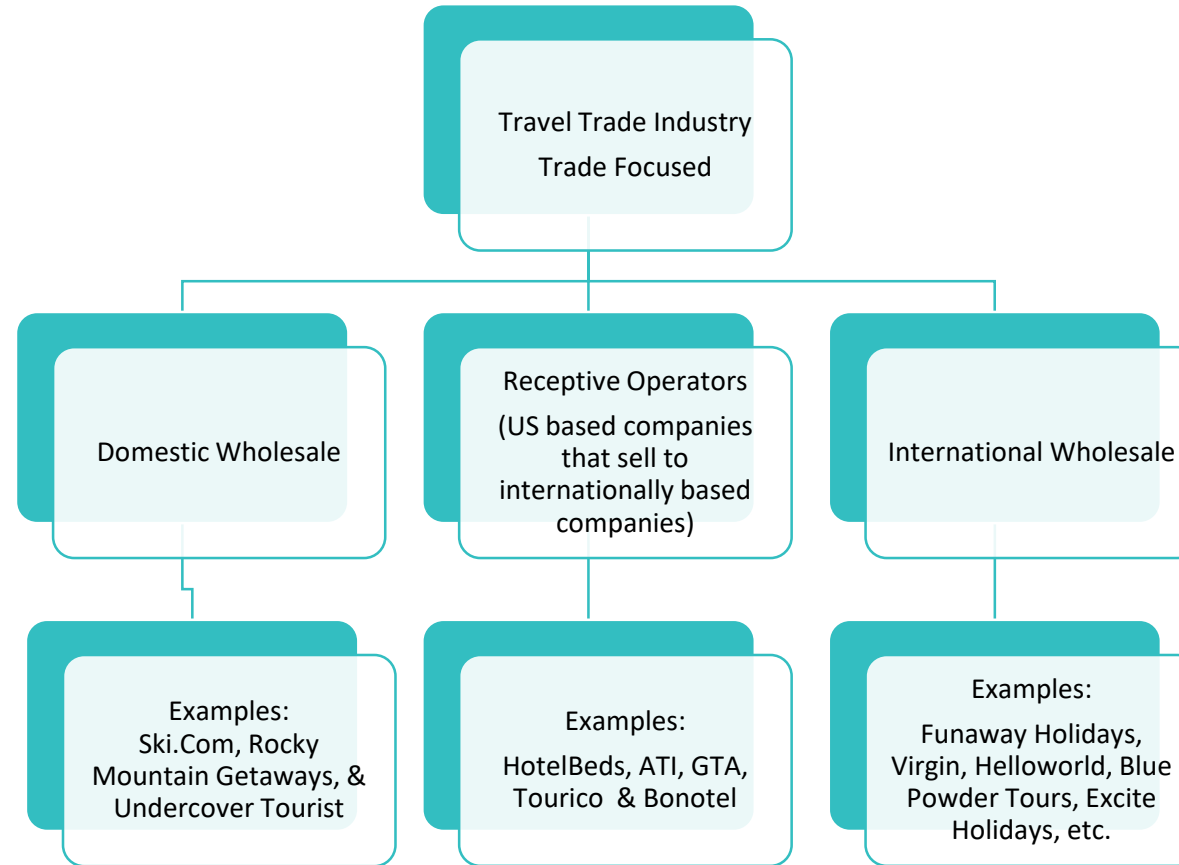 Travel Trade Industry
Trade Focused
Domestic Wholesale
Receptive Operators
(US based companies
that sell to
internationally based
companies)
International Wholesale
Examples:
Ski.Com, Rocky
Mountain Getaways, &
Undercover Tourist
Examples:
HotelBeds, ATI, GTA,
Tourico & Bonotel
Examples:
Funaway Holidays,
Virgin, Helloworld, Blue
Powder Tours, Excite
Holidays, etc.